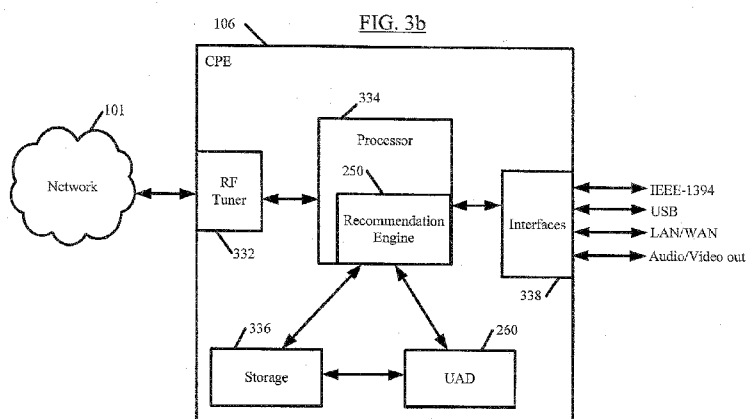 FIG. 3b
106
CPE
101
Network
RF
Tuner
332
334
Processor
250
Recommendation
Engine
Interfaces
338
IEEE-1394
USB
LAN/WAN
Audio/Video out
336
Storage
260
UAD